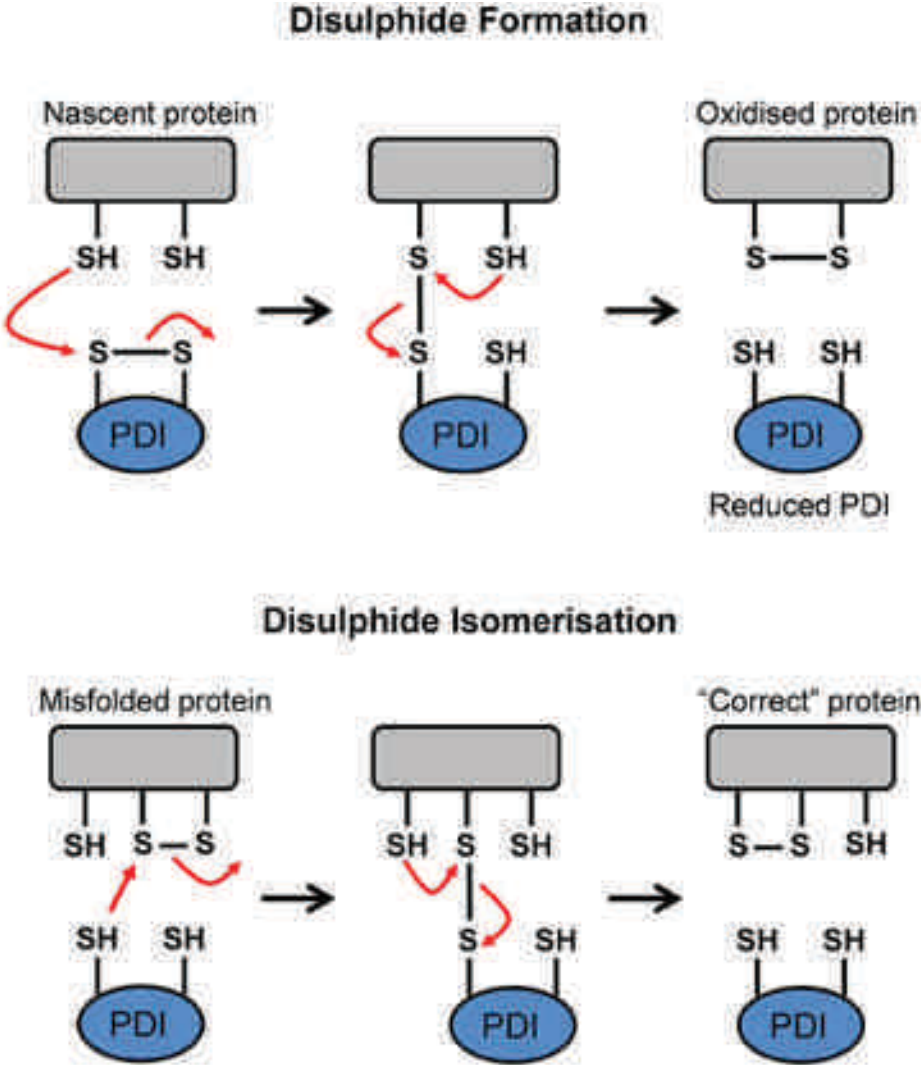 Disulphide Formation
Nascent protein
Oxidised protein
SH SH
S SH
S S
S S
S SH
SH SH
PDI
PDI
PDI
Reduced PDI
Disulphide Isomerisation
Misfolded protein
"Correct" protein
SH S S
SH S SH
S S SH
SH SH
S SH
SH SH
PDI
PDI
PDI